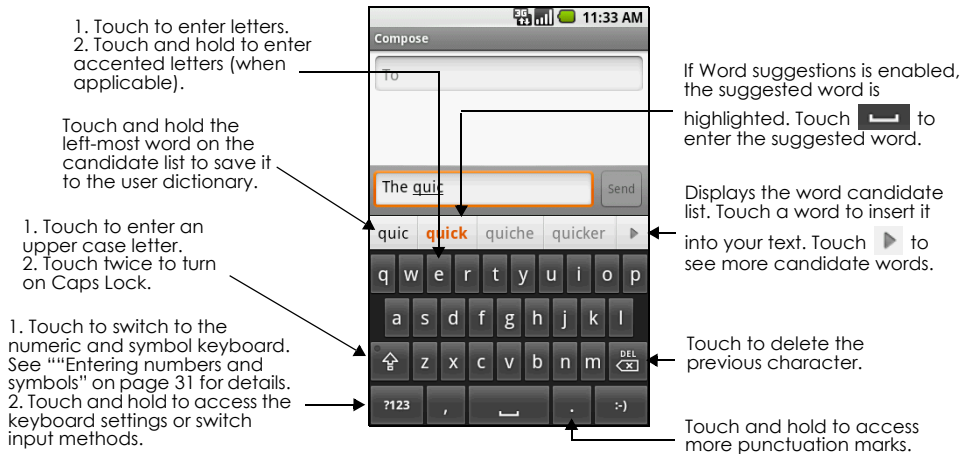 1. Touch to enter letters.
2. Touch and hold to enter
accented letters (when
applicable).
Touch and hold the
left-most word on the
candidate list to save it
to the user dictionary.
1. Touch to enter an
upper case letter.
2. Touch twice to turn
on Caps Lock.
1. Touch to switch to the
numeric and symbol keyboard.
See ““Entering numbers and
symbols” on page 31 for details.
2. Touch and hold to access the
keyboard settings or switch
input methods.
3G 11:33 AM
Compose
To
The quic Send
quic quick quiche quicker
q w e r t y u i o p
a s d f g h j k l
z x c v b n m DEL
?123 , . :-)
If Word suggestions is enabled,
the suggested word is
highlighted. Touch to
enter the suggested word.
Displays the word candidate
list. Touch a word to insert it
into your text. Touch to
see more candidate words.
Touch to delete the
previous character.
Touch and hold to access
more punctuation marks.